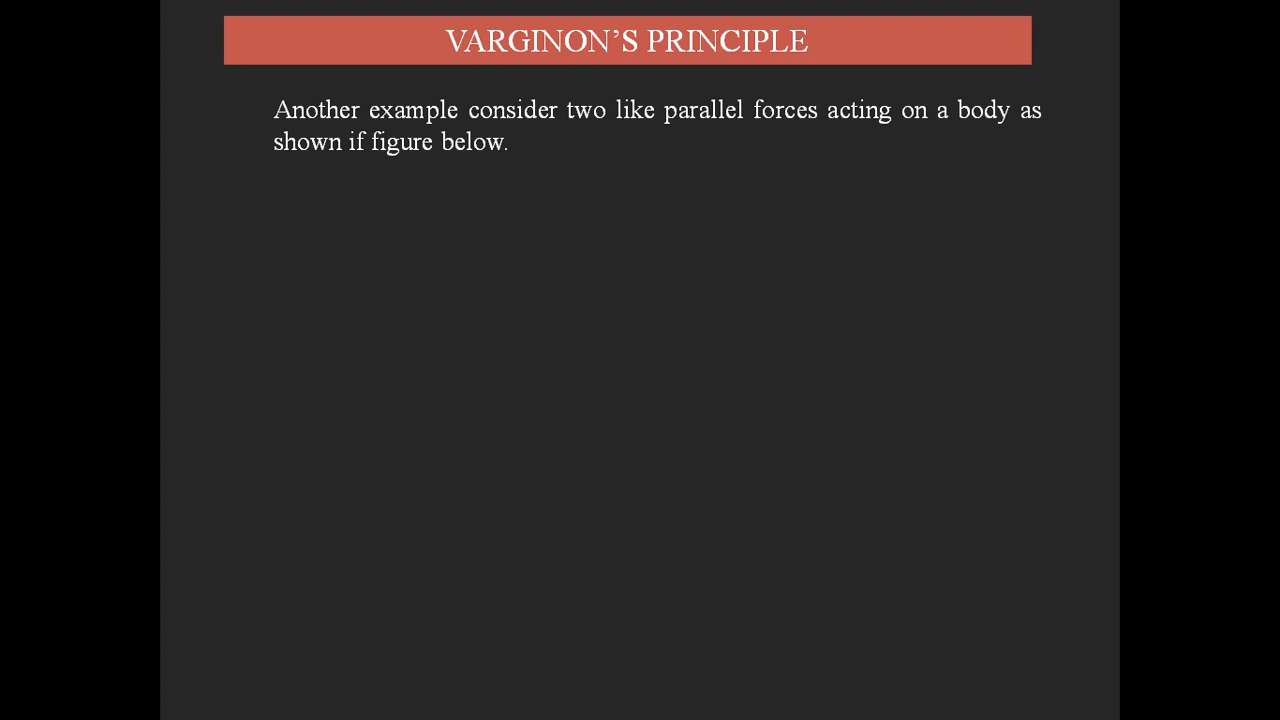 VARGINON’S PRINCIPLE
Another example consider two like parallel forces acting on a body as
shown if figure below.